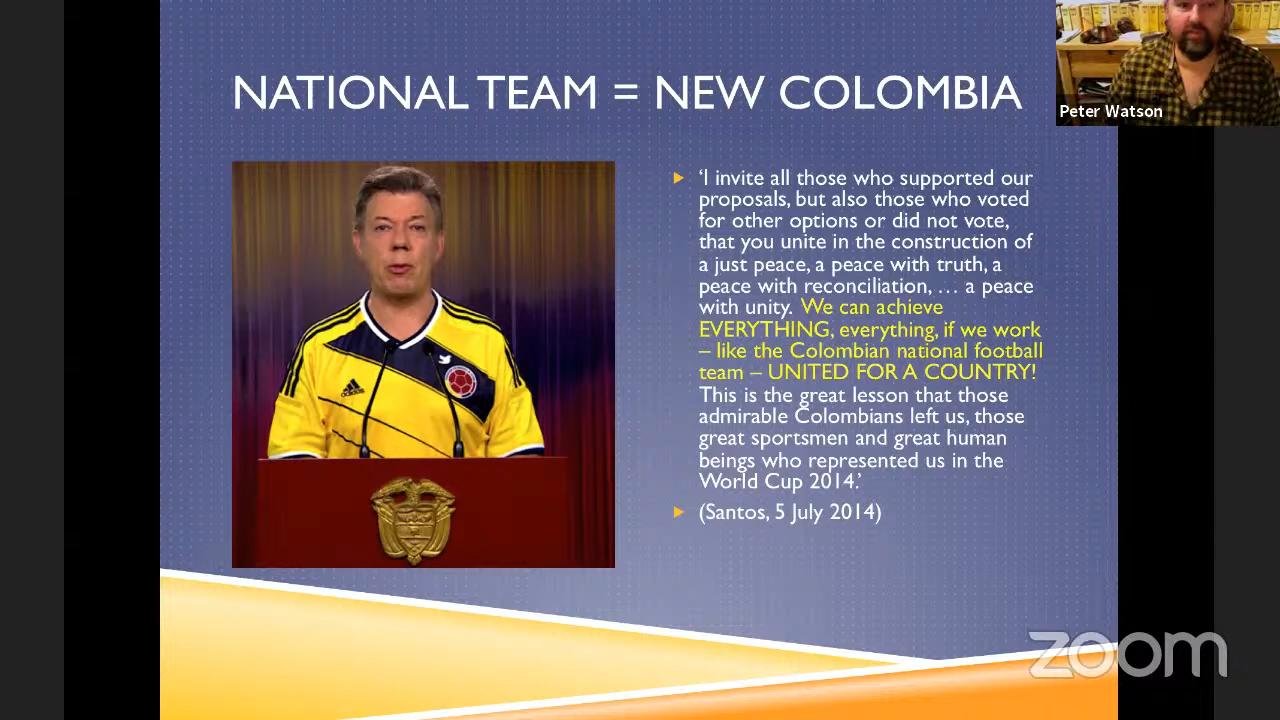 NATIONAL TEAM = NEW COLOMBIA
Peter Watson
adidas
‘I invite all those who supported our
proposals, but also those who voted
for other options or did not vote,
that you unite in the construction of
a just peace, a peace with truth, a
peace with reconciliation, … a peace
with unity. We can achieve
EVERYTHING, everything, if we work
– like the Colombian national football
team – UNITED FOR A COUNTRY!
This is the great lesson that those
admirable Colombians left us, those
great sportsmen and great human
beings who represented us in the
World Cup 2014.’
(Santos, 5 July 2014)
zoom